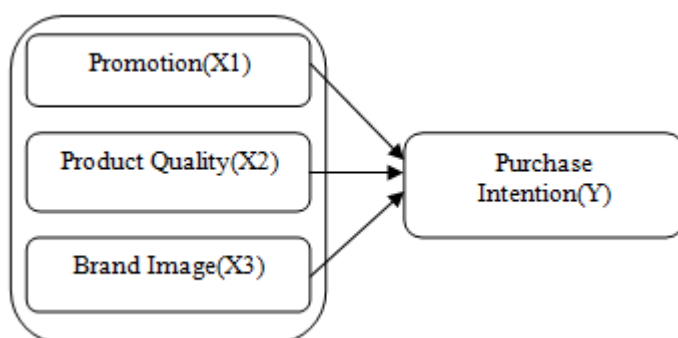 Promotion(X1)
Product Quality(X2)
Purchase
Intention(Y)
Brand Image(X3)